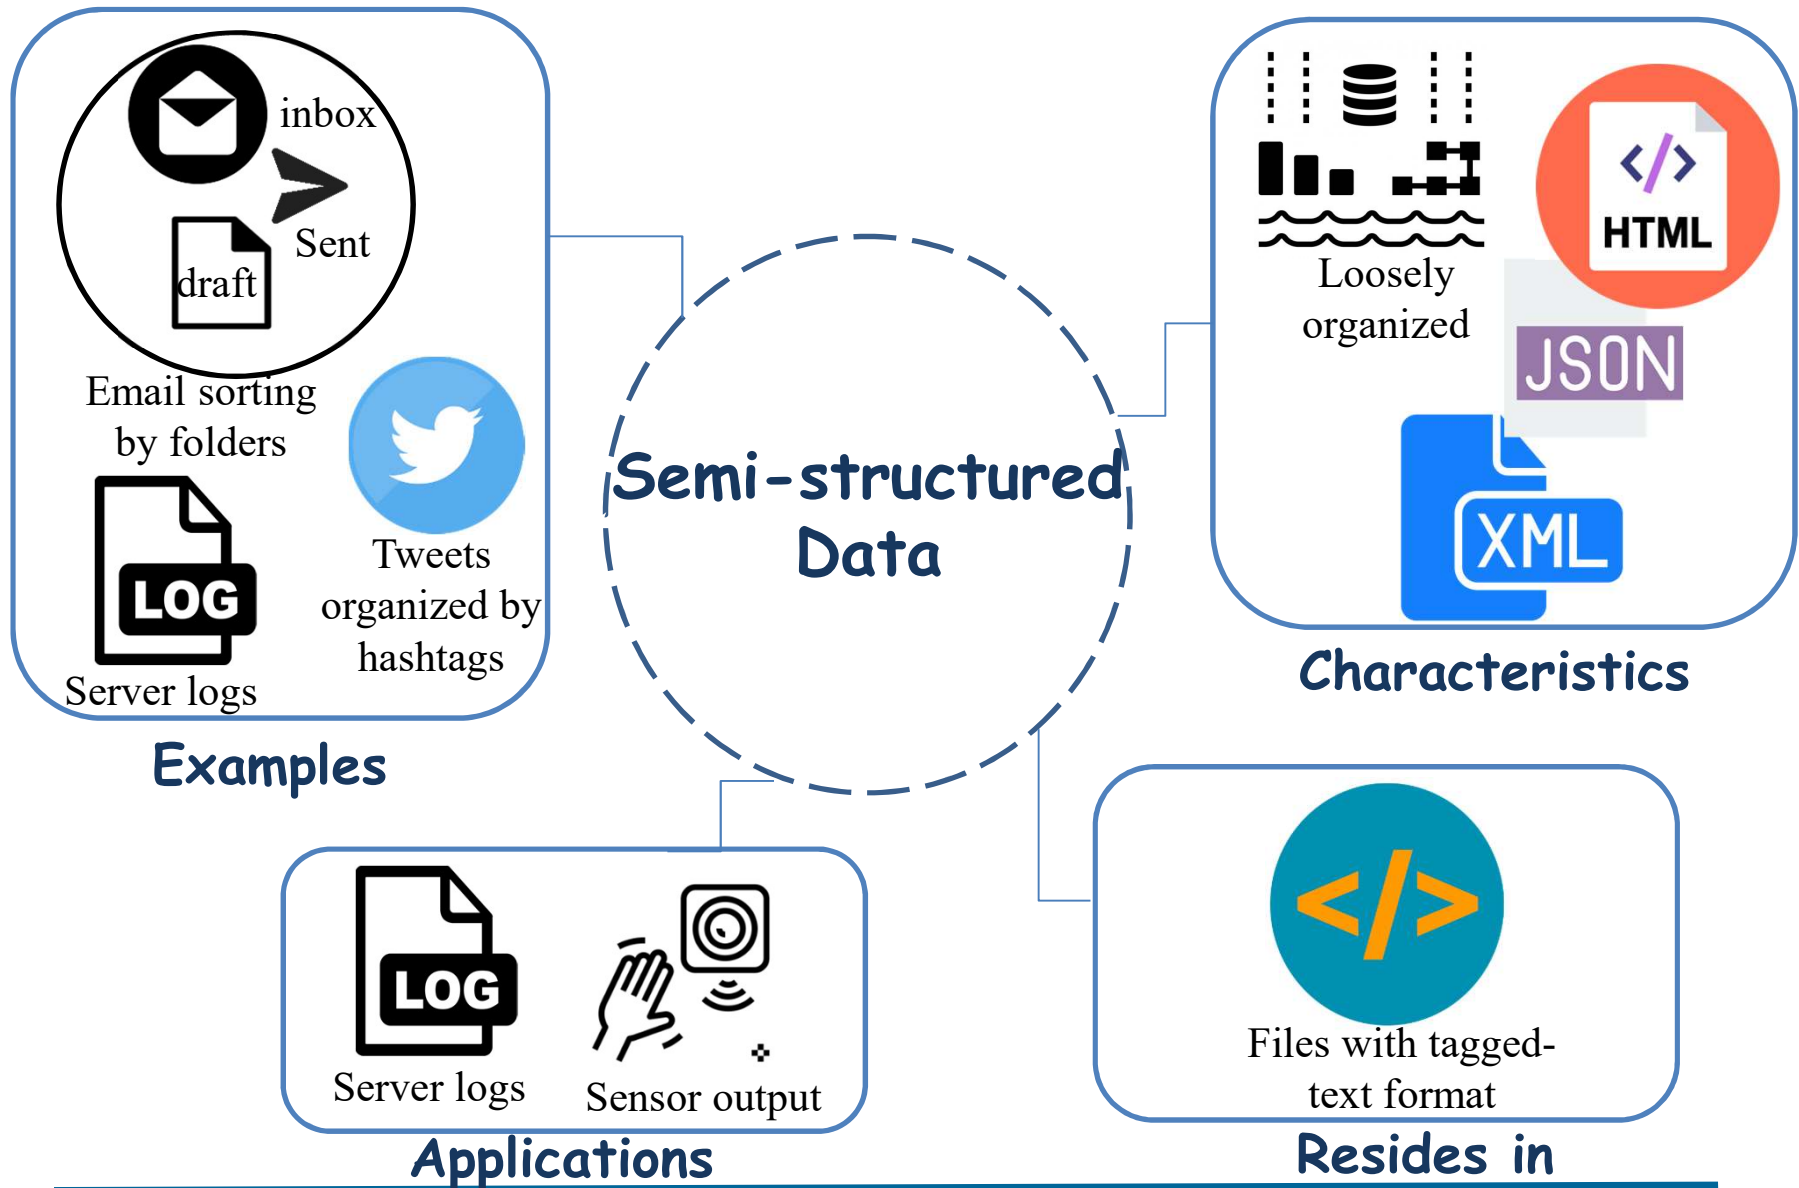 inbox
Sent
draft
Email sorting
by folders
Tweets
organized by
hashtags
LOG
Server logs
Examples
Semi-structured
Data
Loosely
organized
HTML
JSON
XML
Characteristics
LOG
Server logs
Sensor output
Applications
Files with tagged-
text format
Resides in